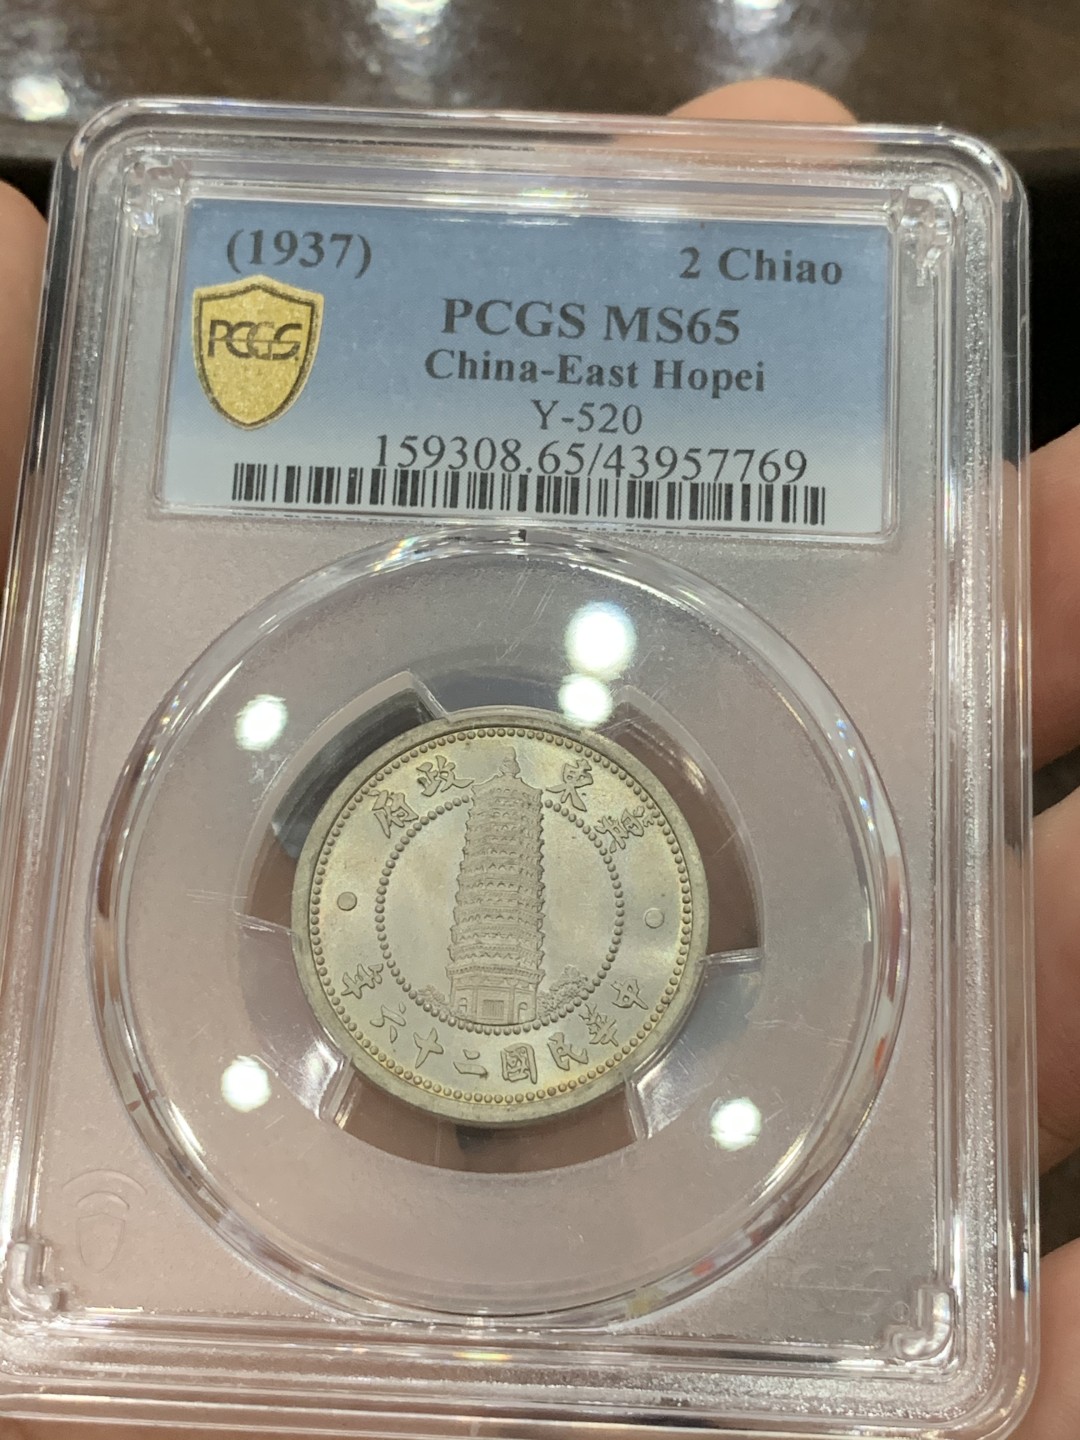 (1937) 2 Chiao
PCGS
PCGS MS65
China-East Hopei
Y-520
159308.65/43957769
冀東政府
中華民國二十六年